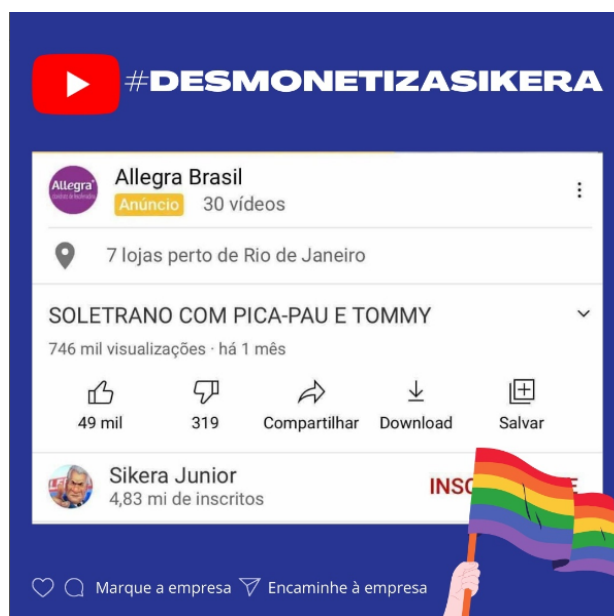 #DESMONETIZASIKERA
Allegra
Allegra Brasil
Anúncio 30 vídeos
7 lojas perto de Rio de Janeiro
SOLETRANO COM PICA-PAU E TOMMY
746 mil visualizações · há 1 mês
49 mil 319 Compartilhar Download Salvar
Sikera Junior
4,83 mi de inscritos
INSC E
Marque a empresa Encaminhe à empresa